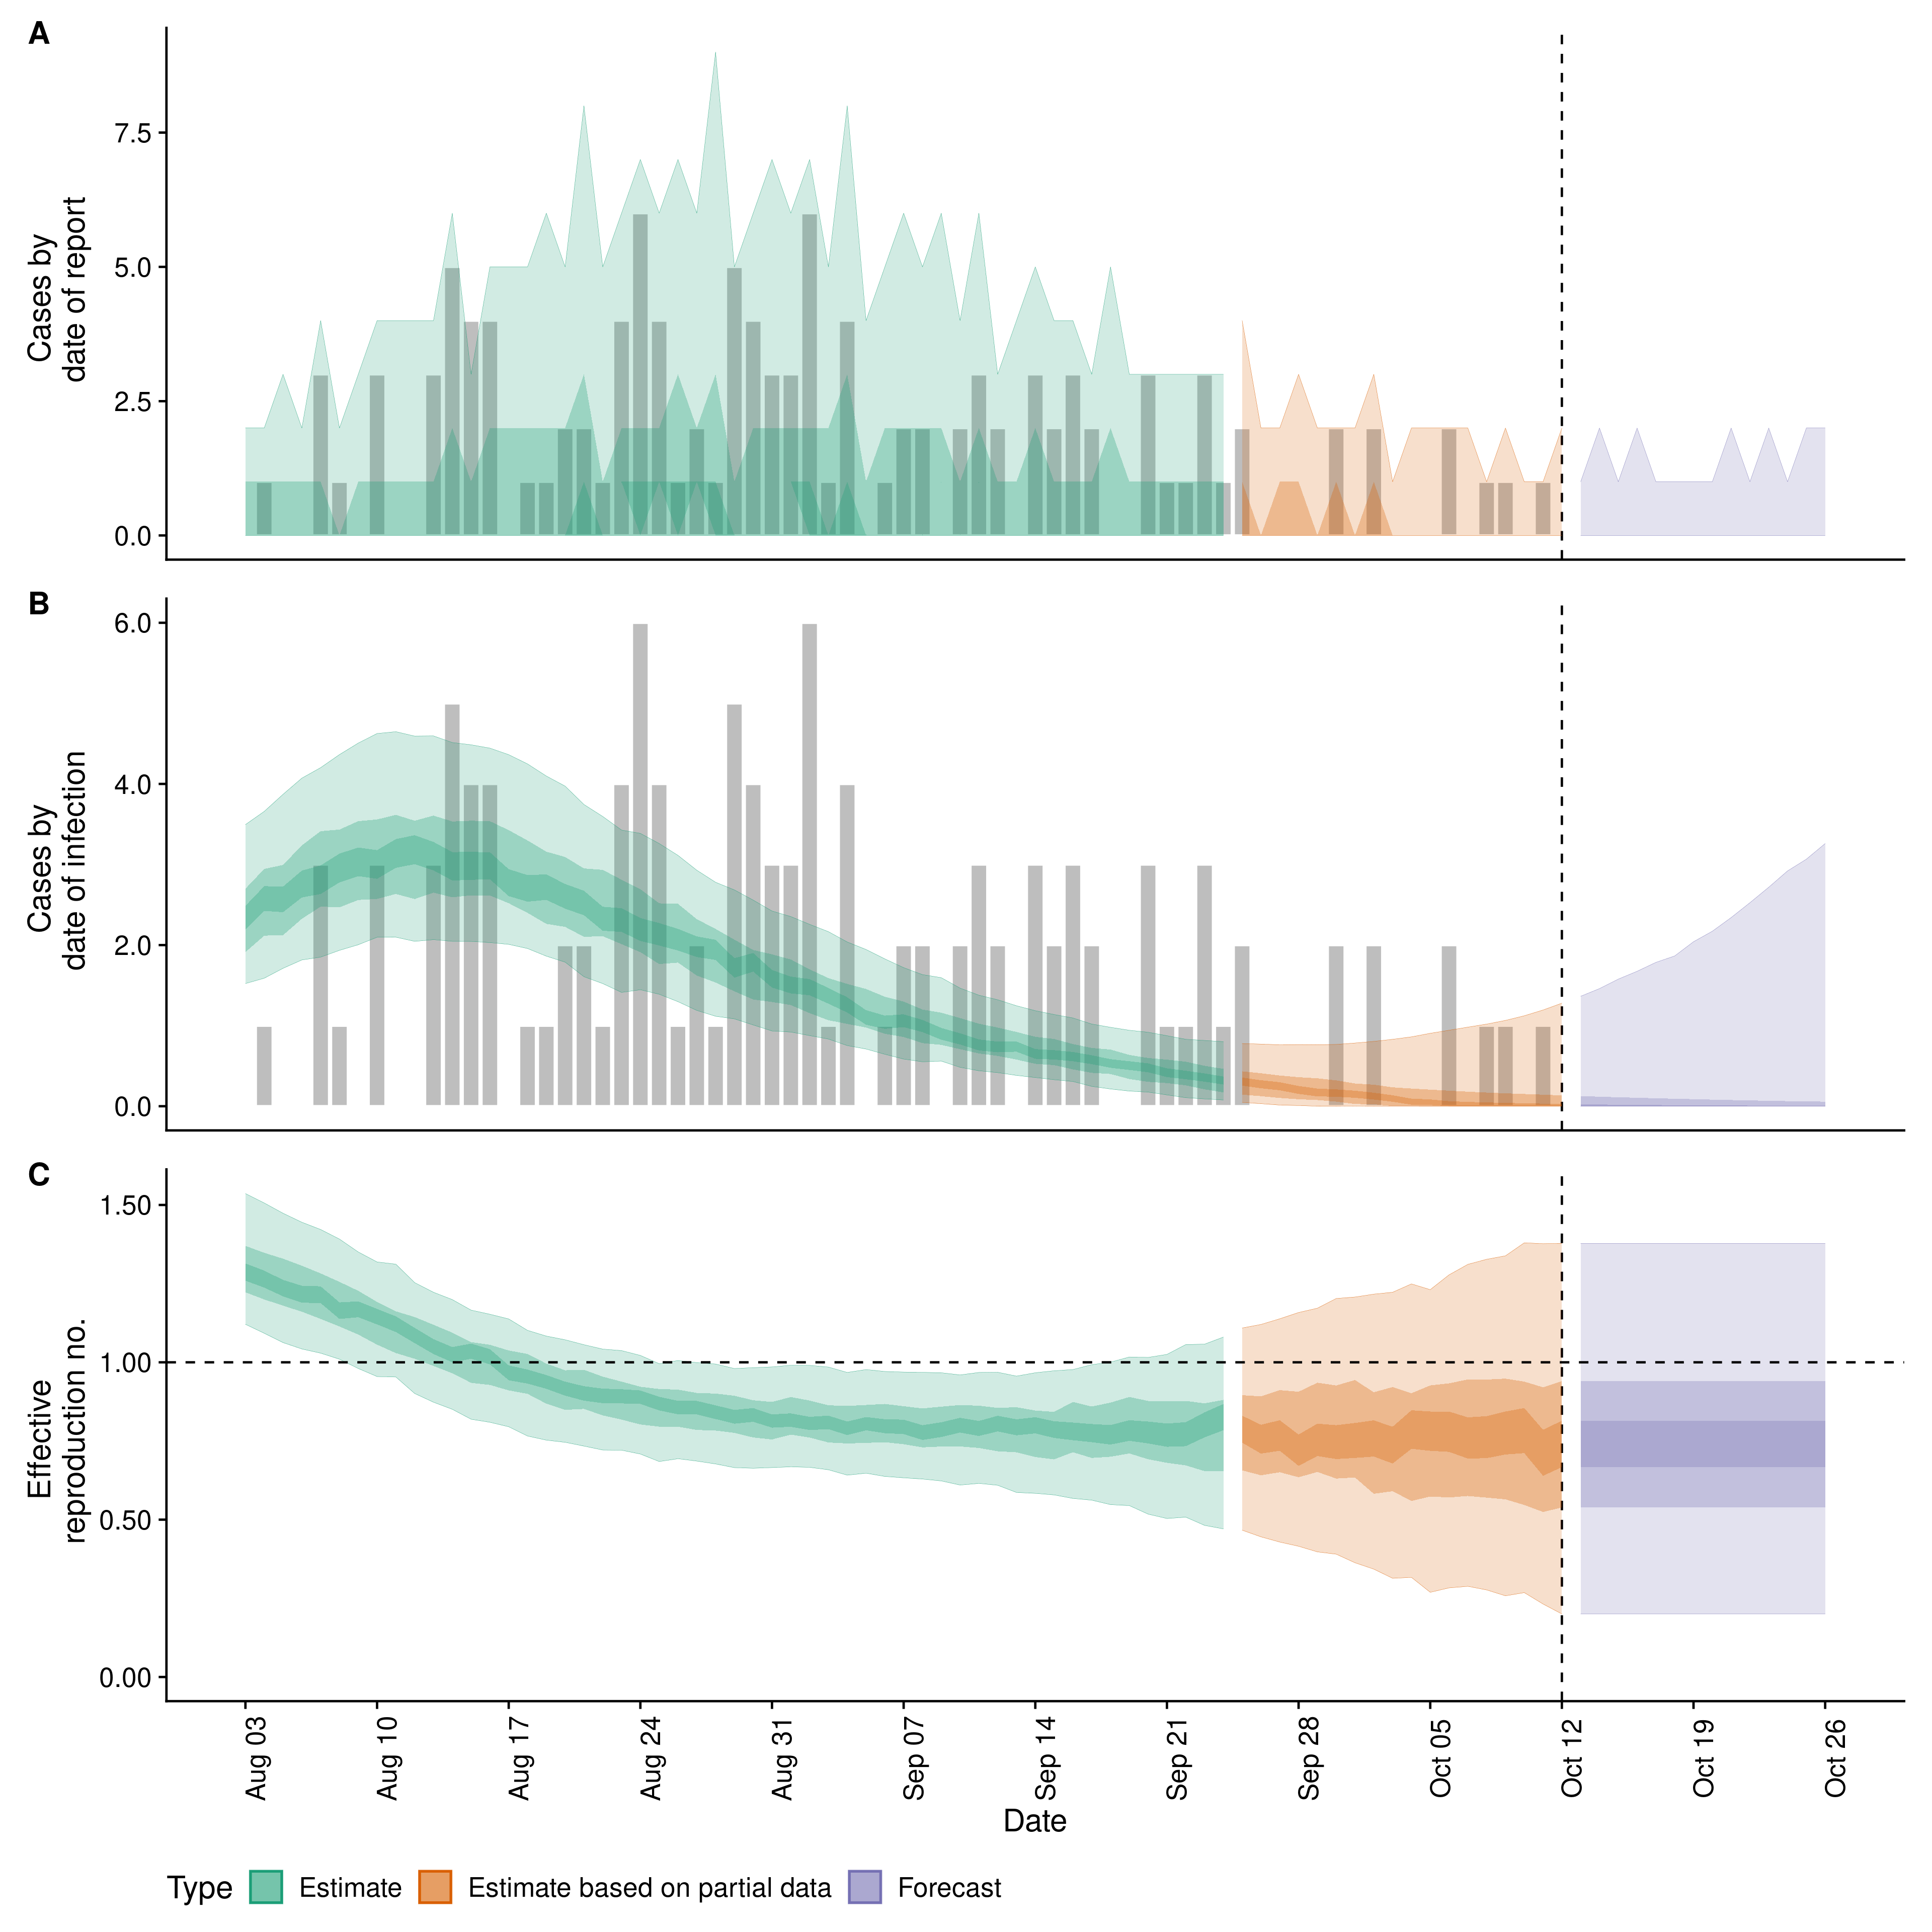 A
Cases by
date of report
7.5
5.0
2.5
0.0
B
Cases by
date of infection
6.0
4.0
2.0
0.0
C
Effective
reproduction no.
1.50
1.00
0.50
0.00
Aug 03
Aug 10
Aug 17
Aug 24
Aug 31
Sep 07
Sep 14
Sep 21
Sep 28
Oct 05
Oct 12
Oct 19
Oct 26
Date
Type Estimate Estimate based on partial data Forecast